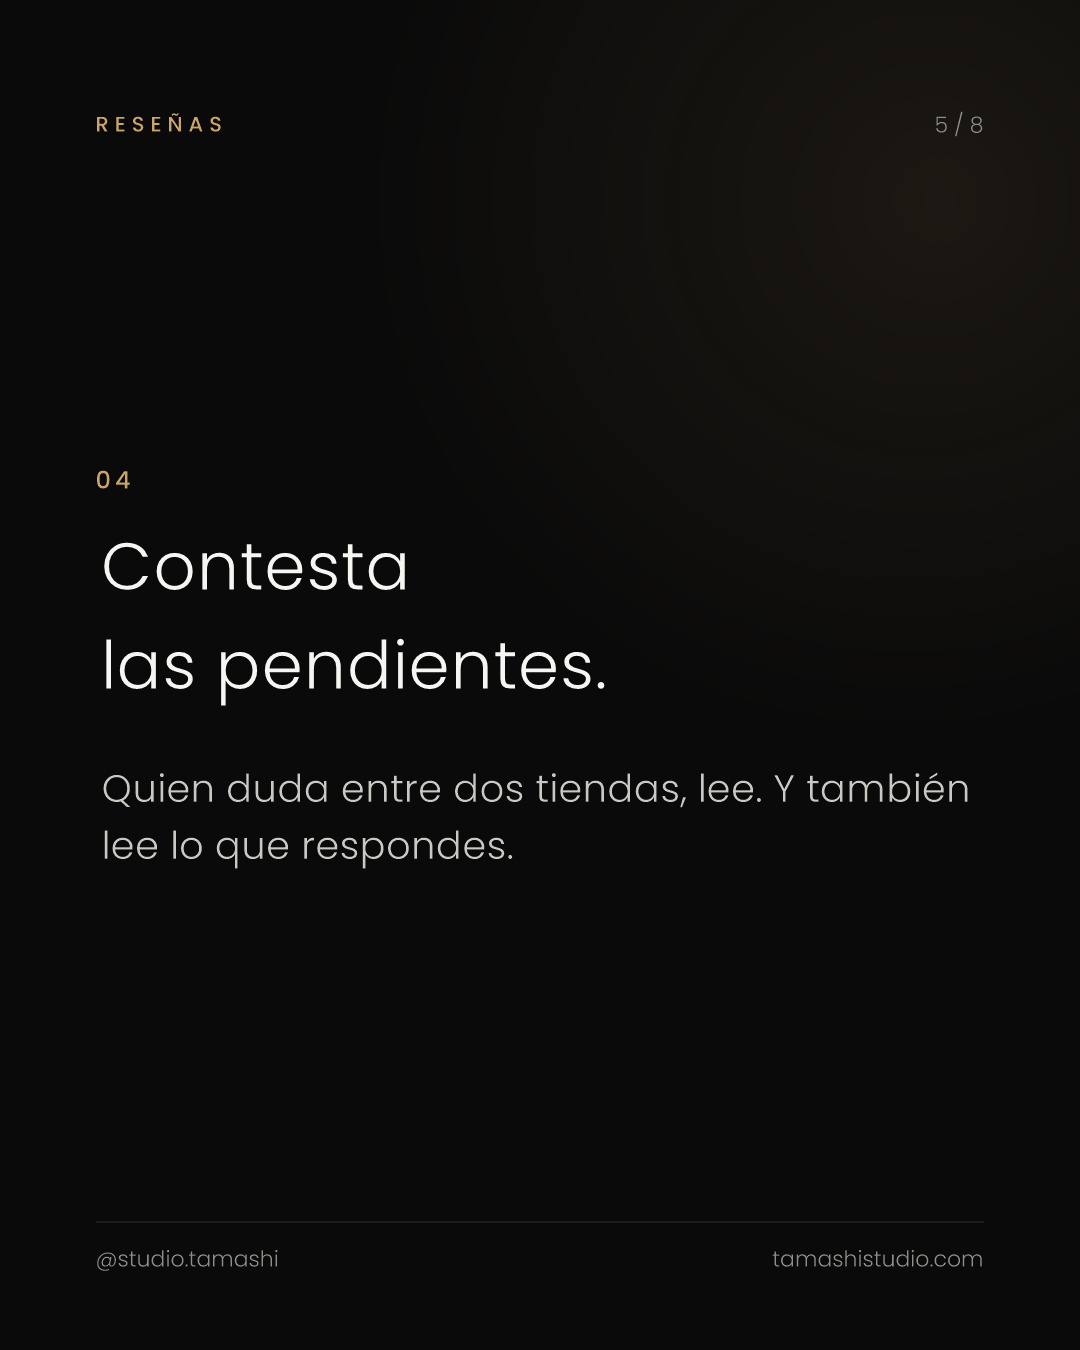 RESEÑAS
5 / 8
04
Contesta
las pendientes.
Quien duda entre dos tiendas, lee. Y también
lee lo que respondes.
@studio.tamashi
tamashistudio.com